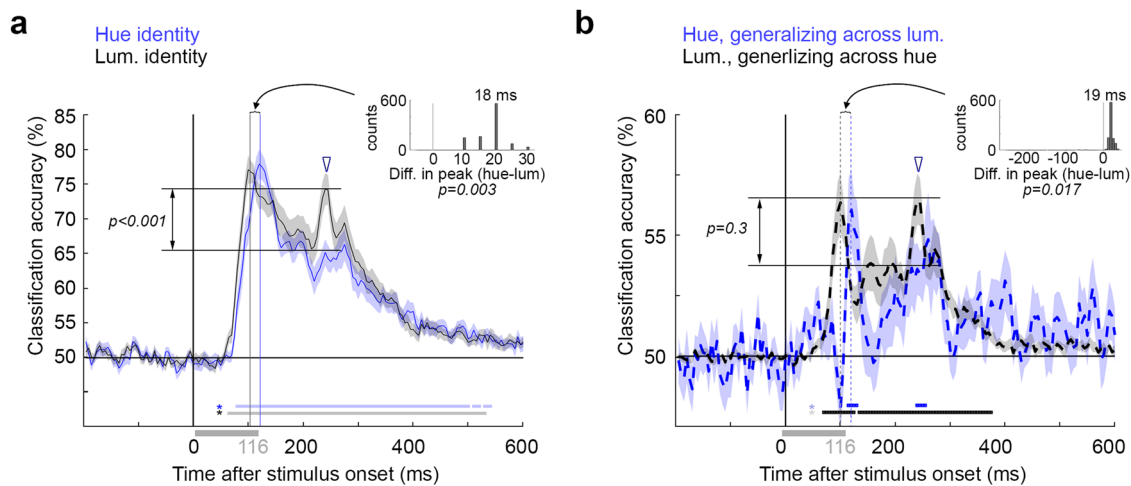 a
Hue identity
Lum. identity
Classification accuracy (%)
85
80
75
70
65
60
55
50
p<0.001
18 ms
600
0
counts
0 10 20 30
Diff. in peak (hue-lum)
p=0.003
*
*
0 116 200 400 600
Time after stimulus onset (ms)
b
Hue, generalizing across lum.
Lum., generlizing across hue
Classification accuracy (%)
60
55
50
p=0.3
19 ms
600
0
counts
-200 -100 0
Diff. in peak (hue-lum)
p=0.017
*
*
0 116 200 400 600
Time after stimulus onset (ms)